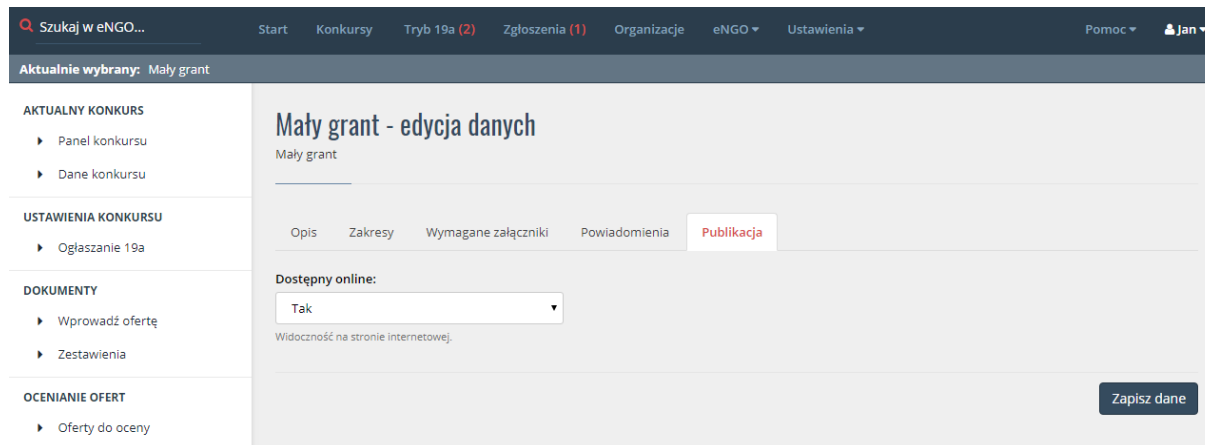 Szukaj w eNGO...
Start Konkursy Tryb 19a (2) Zgłoszenia (1) Organizacje eNGO Ustawienia Pomoc Jan
Aktualnie wybrany: Mały grant
AKTUALNY KONKURS
Panel konkursu
Dane konkursu
USTAWIENIA KONKURSU
Ogłaszanie 19a
DOKUMENTY
Wprowadź ofertę
Zestawienia
OCENIANIE OFERT
Oferty do oceny
Mały grant - edycja danych
Mały grant
Opis Zakresy Wymagane załączniki Powiadomienia Publikacja
Dostępny online:
Tak
Widoczność na stronie internetowej.
Zapisz dane